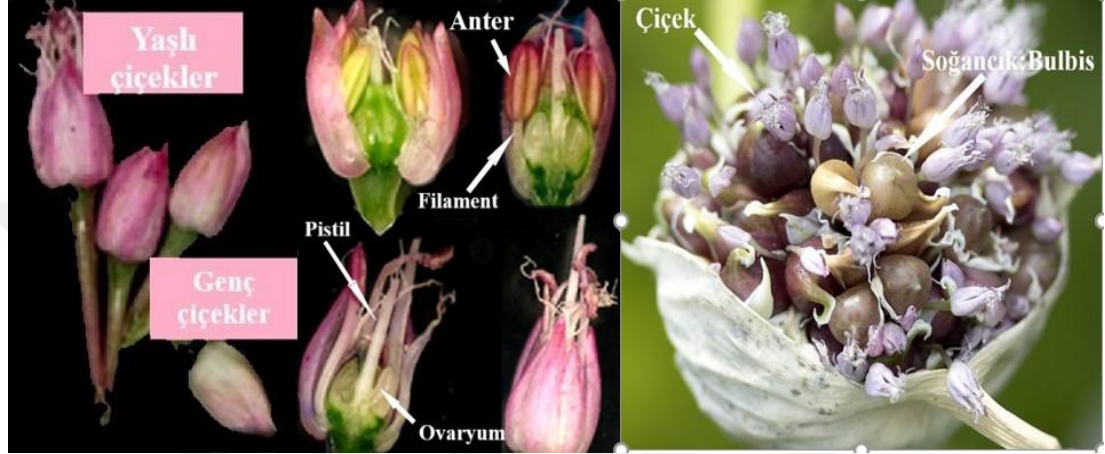 Yaşlı
çiçekler
Genç
çiçekler
Anter
Filament
Pistil
Ovaryum
Çiçek
Soğancık:Bulbis